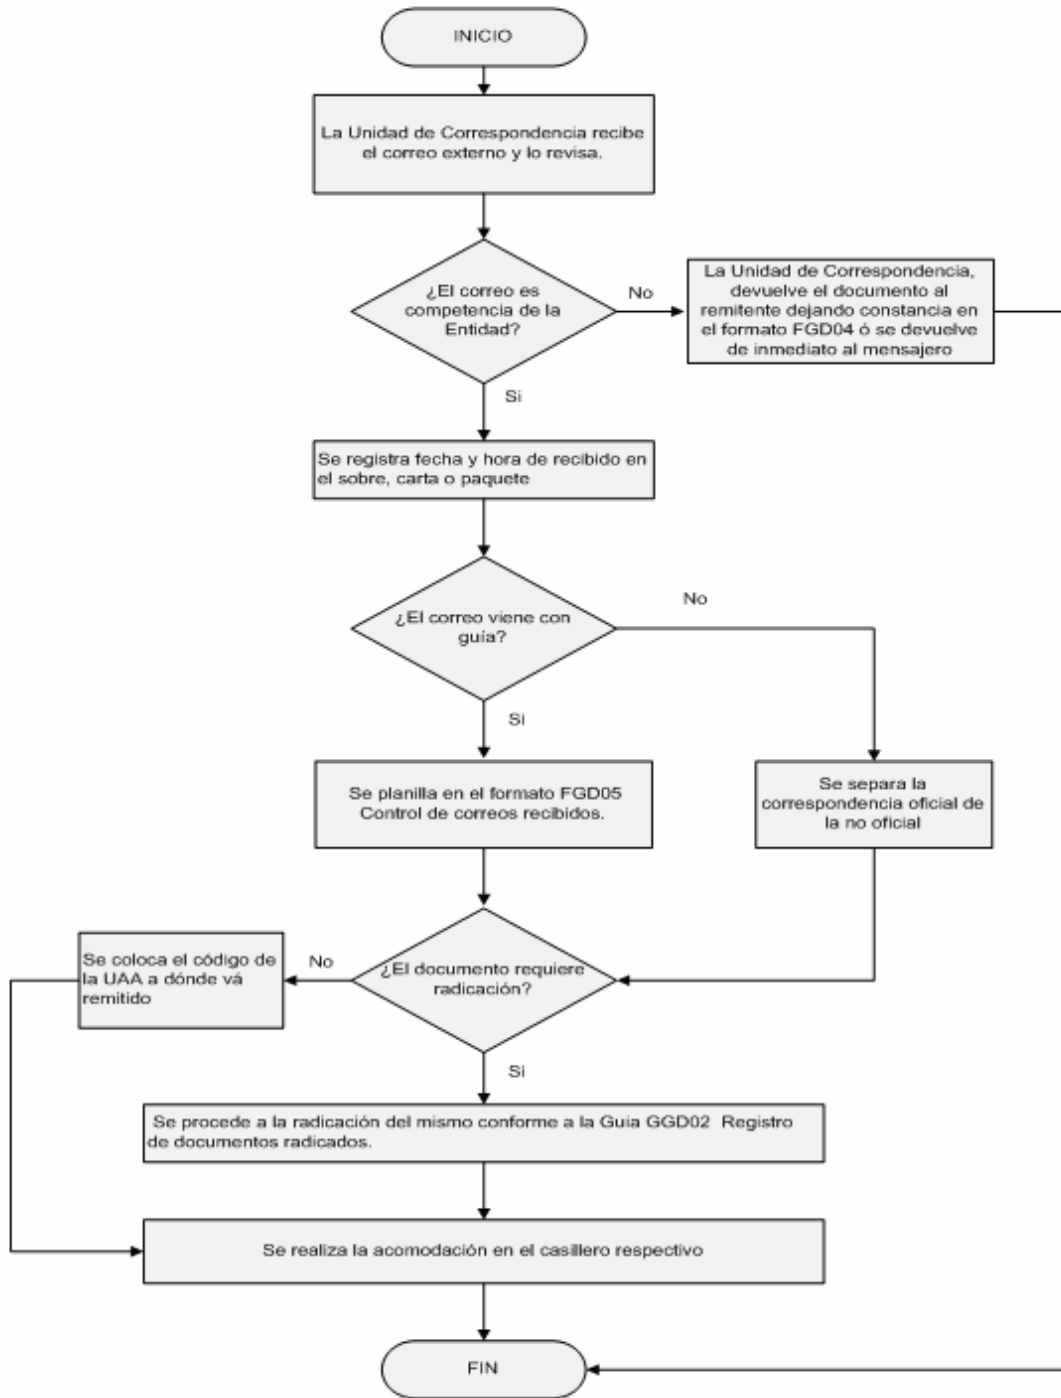 INICIO
La Unidad de Correspondencia recibe
el correo externo y lo revisa.
¿El correo es
competencia de la
Entidad?
No
La Unidad de Correspondencia,
devuelve el documento al
remitente dejando constancia en
el formato FGD04 ó se devuelve
de inmediato al mensajero
Si
Se registra fecha y hora de recibido en
el sobre, carta o paquete
¿El correo viene con
guía?
No
Si
Se planilla en el formato FGD05
Control de correos recibidos.
Se separa la
correspondencia oficial de
la no oficial
¿El documento requiere
radicación?
No
Se coloca el código de
la UAA a dónde vá
remitido
Si
Se procede a la radicación del mismo conforme a la Guia GGD02 Registro
de documentos radicados.
Se realiza la acomodación en el casillero respectivo
FIN